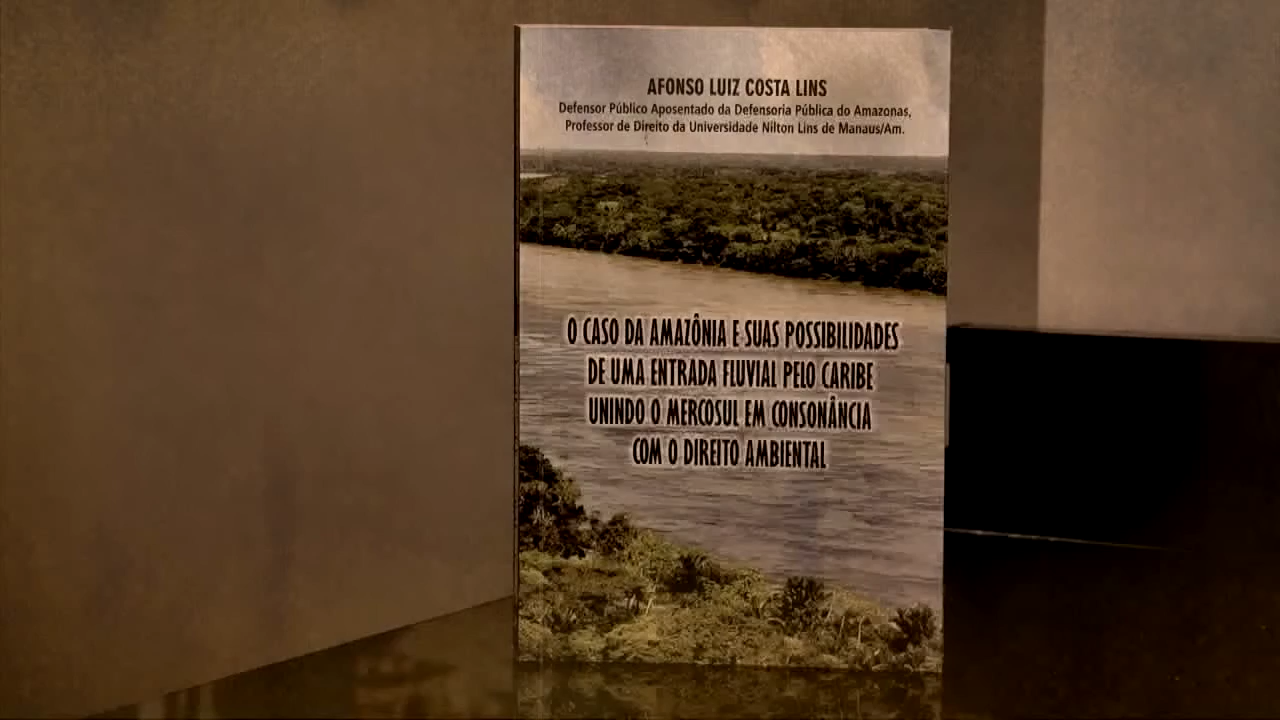 AFONSO LUIZ COSTA LINS
Defensor Público Aposentado da Defensoria Pública do Amazonas,
Professor de Direito da Universidade Nilton Lins de Manaus/Am.
O CASO DA AMAZÔNIA E SUAS POSSIBILIDADES
DE UMA ENTRADA FLUVIAL PELO CARIBE
UNINDO O MERCOSUL EM CONSONÂNCIA
COM O DIREITO AMBIENTAL